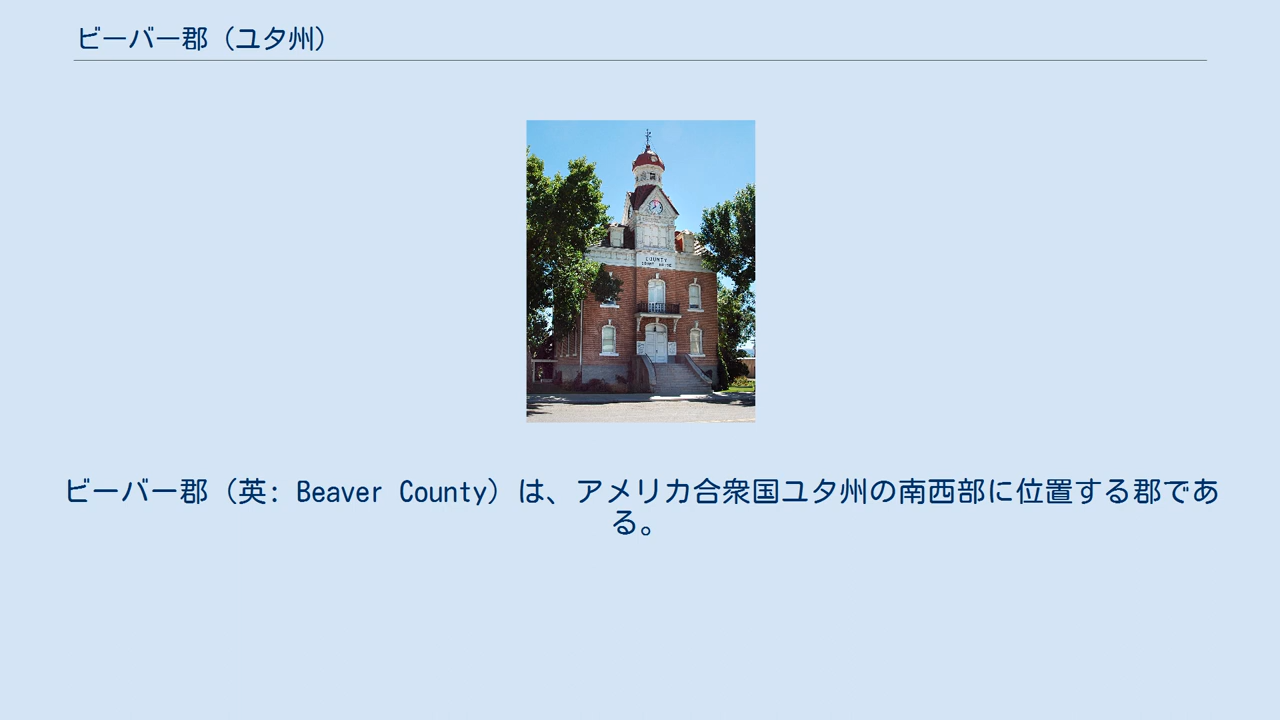 ビーバー郡（ユタ州）
COUNTY
ビーバー郡（英: Beaver County）は、アメリカ合衆国ユタ州の南西部に位置する郡であ
る。